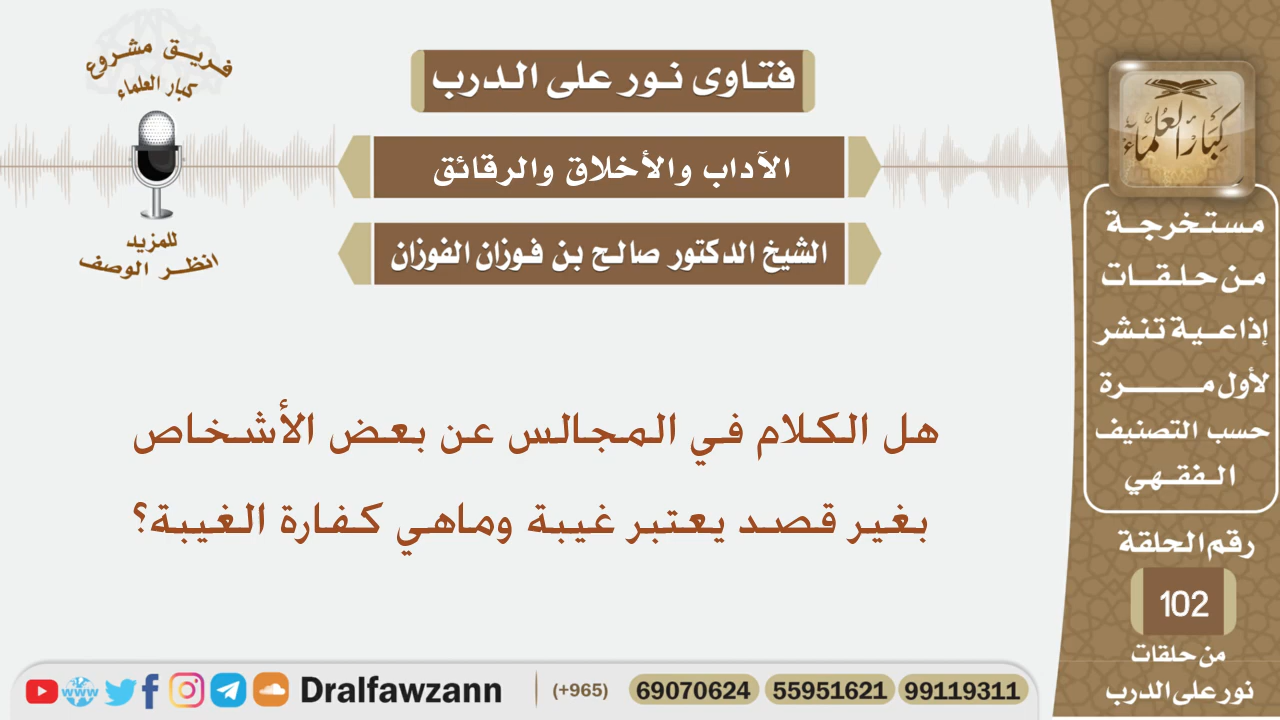 فريق مشروع
كبار العلماء
للمزيد
انظر الوصف
فتاوى نور على الدرب
الآداب والأخلاق والرقائق
الشيخ الدكتور صالح بن فوزان الفوزان
هل الكلام في المجالس عن بعض الأشخاص
بغير قصد يعتبر غيبة وماهي كفارة الغيبة؟
كبار العلماء
مستخرجة
من حلقات
إذاعية تنشر
لأول مرة
حسب التصنيف
الفقهي
رقم الحلقة
102
من حلقات
نور على الدرب
www
Dralfawzann
(+965)
69070624
55951621
99119311